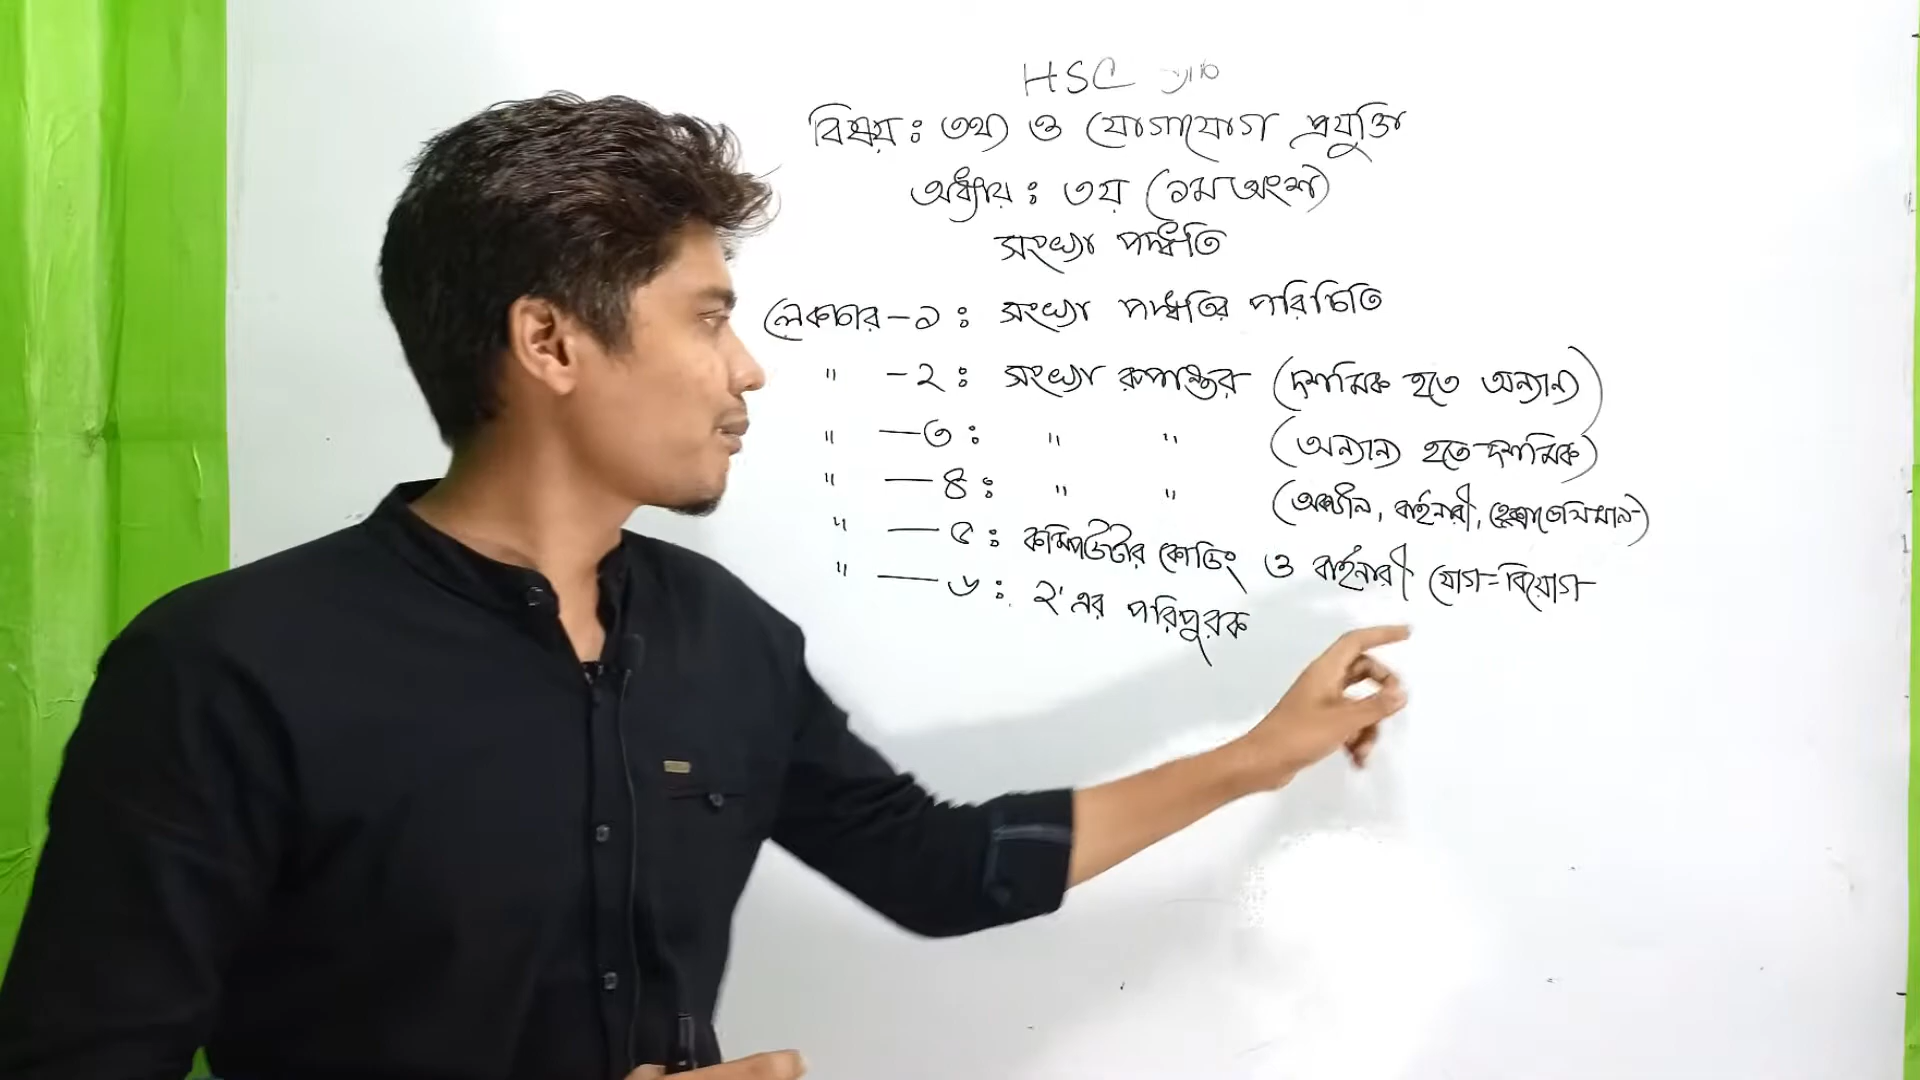 HSC
বিষয়ঃ তথ্য ও যোগাযোগ প্রযুক্তি
অধ্যায়ঃ ৩য় (১ম অংশ)
সংখ্যা পদ্ধতি
লেকচার - ১ঃ সংখ্যা পদ্ধতির পরিচিতি
" - ২ঃ সংখ্যা রূপান্তর (দশমিক হতে অন্যান্য)
" — ৩ঃ " " (অন্যান্য হতে দশমিক)
" — ৪ঃ " " (অক্টাল, বাইনারী, হেক্সাডেসিমাল)
" — ৫ঃ কম্পিউটার কোডিং ও বাইনারী যোগ-বিয়োগ
" — ৬ঃ ২' এর পরিপুরক